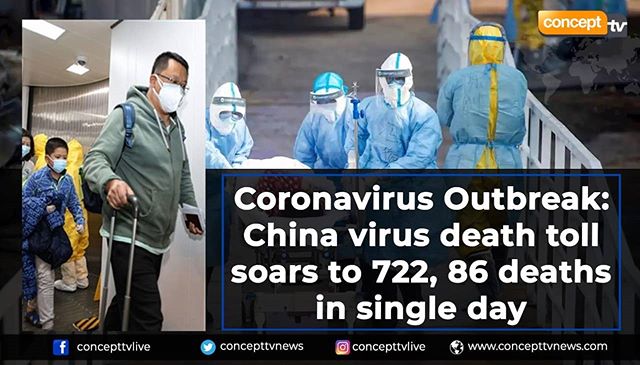 concept tv
Coronavirus Outbreak:
China virus death toll
soars to 722, 86 deaths
in single day
concepttvlive
concepttvnews
concepttvlive
www.concepttvnews.com